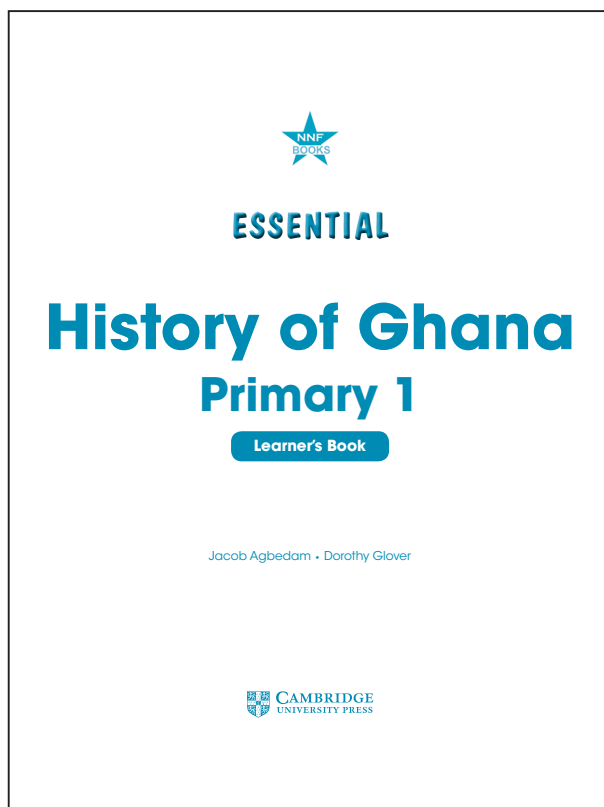 NNF
BOOKS
ESSENTIAL
History of Ghana
Primary 1
Learner's Book
Jacob Agbedam • Dorothy Glover
CAMBRIDGE
UNIVERSITY PRESS